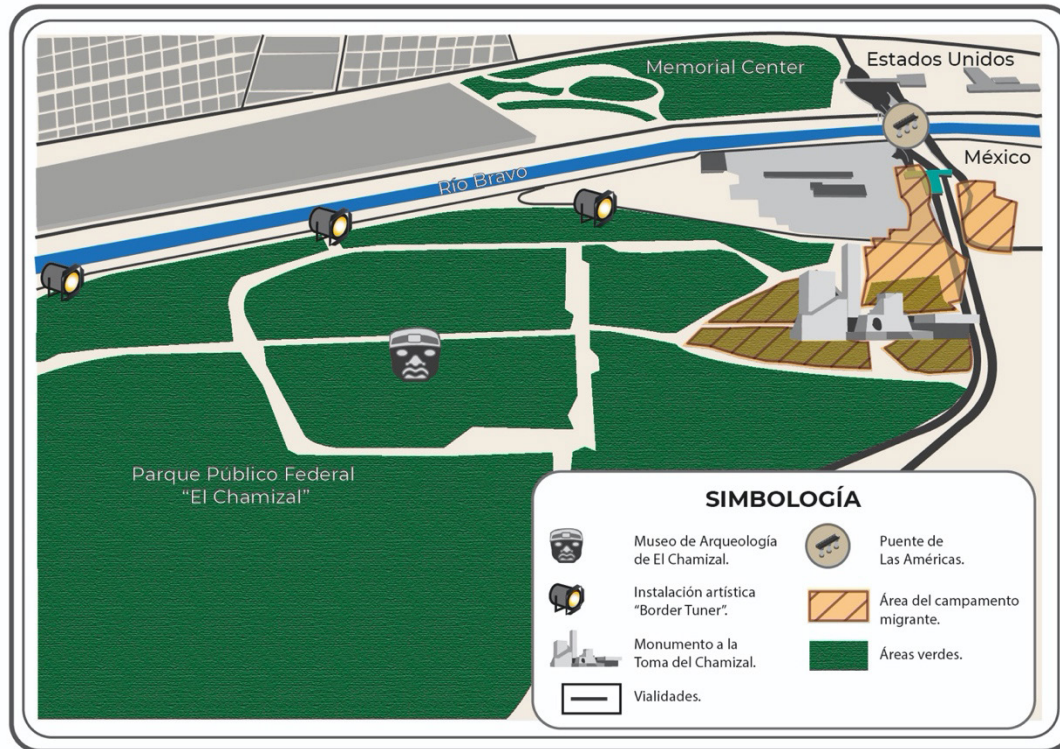 Memorial Center
Estados Unidos
México
Río Bravo
Parque Público Federal
“El Chamizal”
SIMBOLOGÍA
Museo de Arqueología
de El Chamizal.
Puente de
Las Américas.
Instalación artística
“Border Tuner”.
Área del campamento
migrante.
Monumento a la
Toma del Chamizal.
Áreas verdes.
Vialidades.